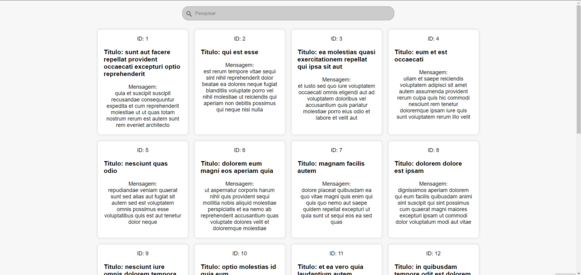 Pesquisar
ID: 1
Titulo: sunt aut facere
repellat provident
occaecati excepturi optio
reprehenderit
Mensagem:
quia et suscipit suscipit
recusandae consequuntur
expedita et cum reprehenderit
molestiae ut ut quas totam
nostrum rerum est autem sunt
rem eveniet architecto
ID: 2
Titulo: qui est esse
Mensagem:
est rerum tempore vitae sequi
sint nihil reprehenderit dolor
beatae ea dolores neque fugiat
blanditiis voluptate porro vel
nihil molestiae ut reiciendis qui
aperiam non debitis possimus
qui neque nisi nulla
ID: 3
Titulo: ea molestias quasi
exercitationem repellat
qui ipsa sit aut
Mensagem:
et iusto sed quo iure voluptatem
occaecati omnis eligendi aut ad
voluptatem doloribus vel
accusantium quis pariatur
molestiae porro eius odio et
labore et velit aut
ID: 4
Titulo: eum et est
occaecati
Mensagem:
ullam et saepe reiciendis
voluptatem adipisci sit amet
autem assumenda provident
rerum culpa quis hic commodi
nesciunt rem tenetur
doloremque ipsam iure quis
sunt voluptatem rerum illo velit
ID: 5
Titulo: nesciunt quas
odio
Mensagem:
repudiandae veniam quaerat
sunt sed alias aut fugiat sit
autem sed est voluptatem
omnis possimus esse
voluptatibus quis est aut tenetur
dolor neque
ID: 6
Titulo: dolorem eum
magni eos aperiam quia
Mensagem:
ut aspernatur corporis harum
nihil quis provident sequi
mollitia nobis aliquid molestiae
perspiciatis et ea nemo ab
reprehenderit accusantium quas
voluptate dolores velit et
doloremque molestiae
ID: 7
Titulo: magnam facilis
autem
Mensagem:
dolore placeat quibusdam ea
quo vitae magni quis enim qui
quis quo nemo aut saepe
quidem repellat excepturi ut
quia sunt ut sequi eos ea sed
quas
ID: 8
Titulo: dolorem dolore
est ipsam
Mensagem:
dignissimos aperiam dolorem
qui eum facilis quibusdam animi
sint suscipit qui sint possimus
cum quaerat magni maiores
excepturi ipsam ut commodi
dolor voluptatum modi aut vitae
ID: 9
Titulo: nesciunt iure
omnis dolorem tempora
ID: 10
Titulo: optio molestias id
quia eum
ID: 11
Titulo: et ea vero quia
laudantium autem
ID: 12
Titulo: in quibusdam
tempore odit est dolorem